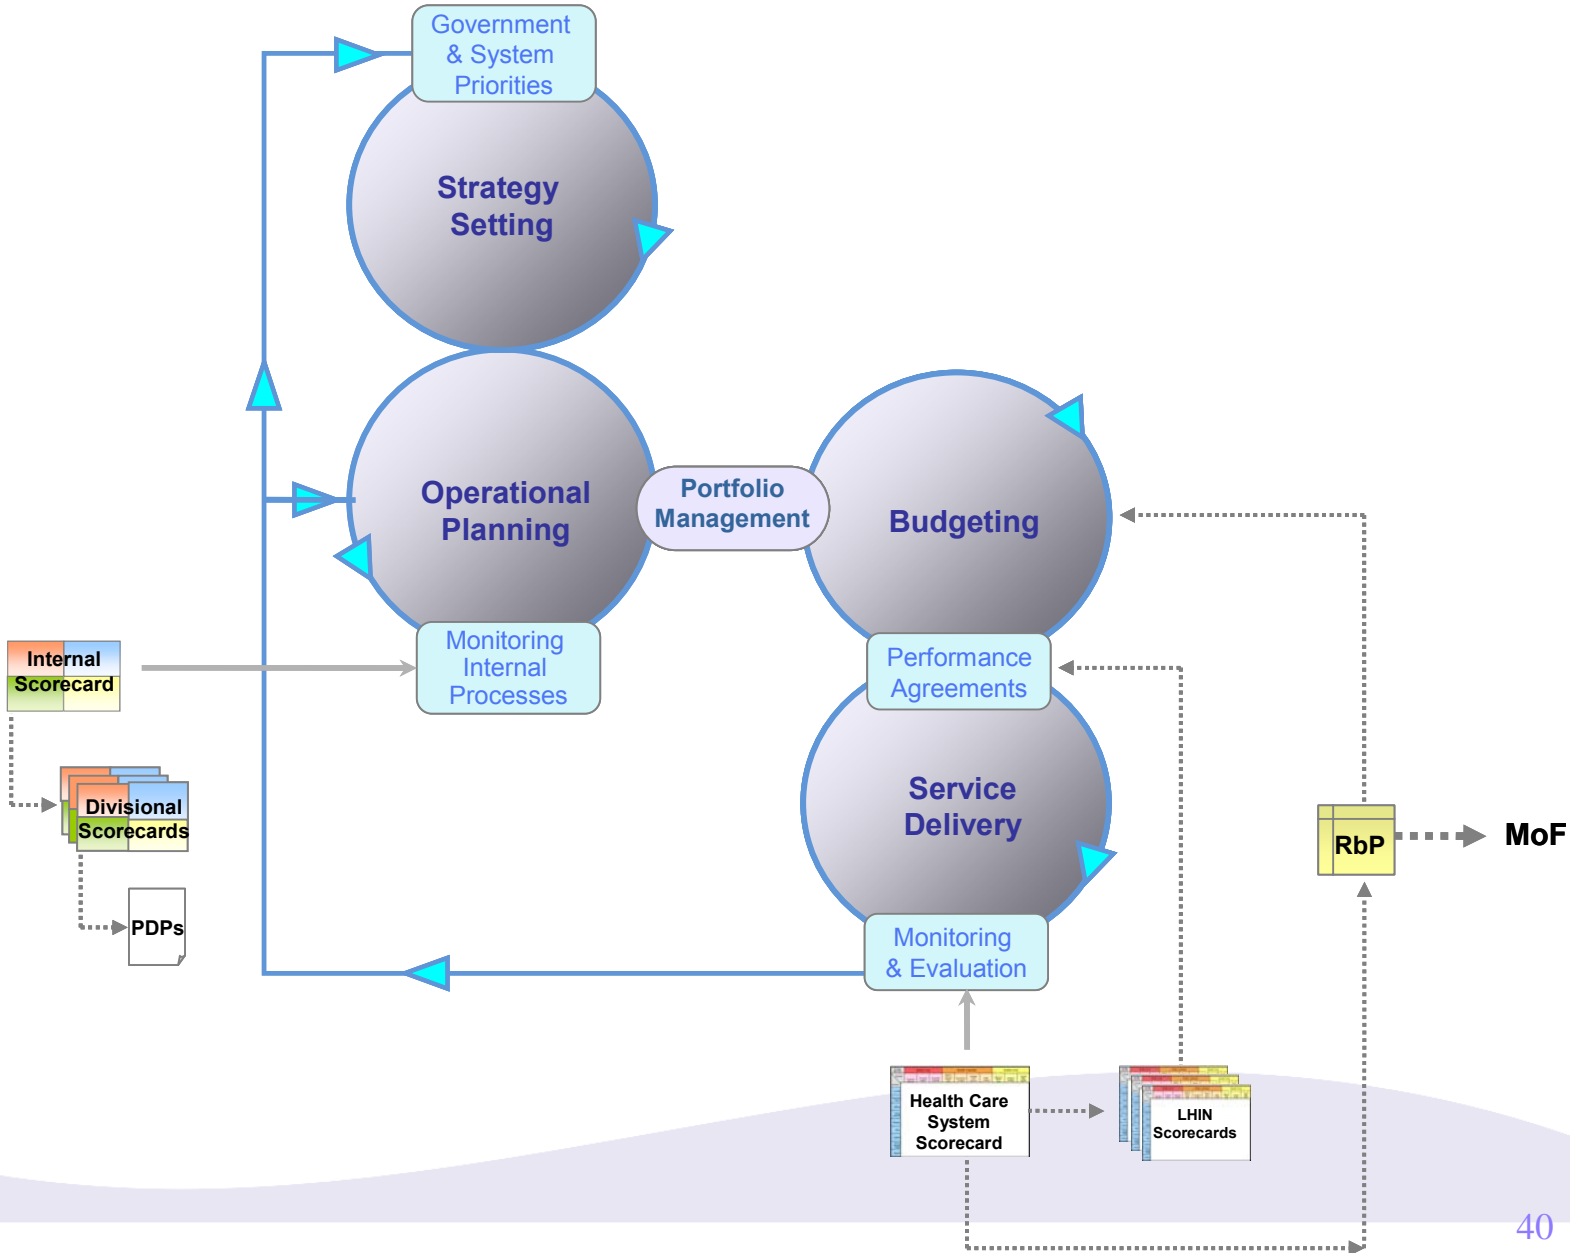 Government
& System
Priorities
Strategy
Setting
Operational
Planning
Portfolio
Management
Budgeting
Monitoring
Internal
Processes
Performance
Agreements
Internal
Scorecard
Divisional
Scorecards
PDPs
Service
Delivery
RbP
MoF
Monitoring
& Evaluation
Health Care
System
Scorecard
LHIN
Scorecards
40